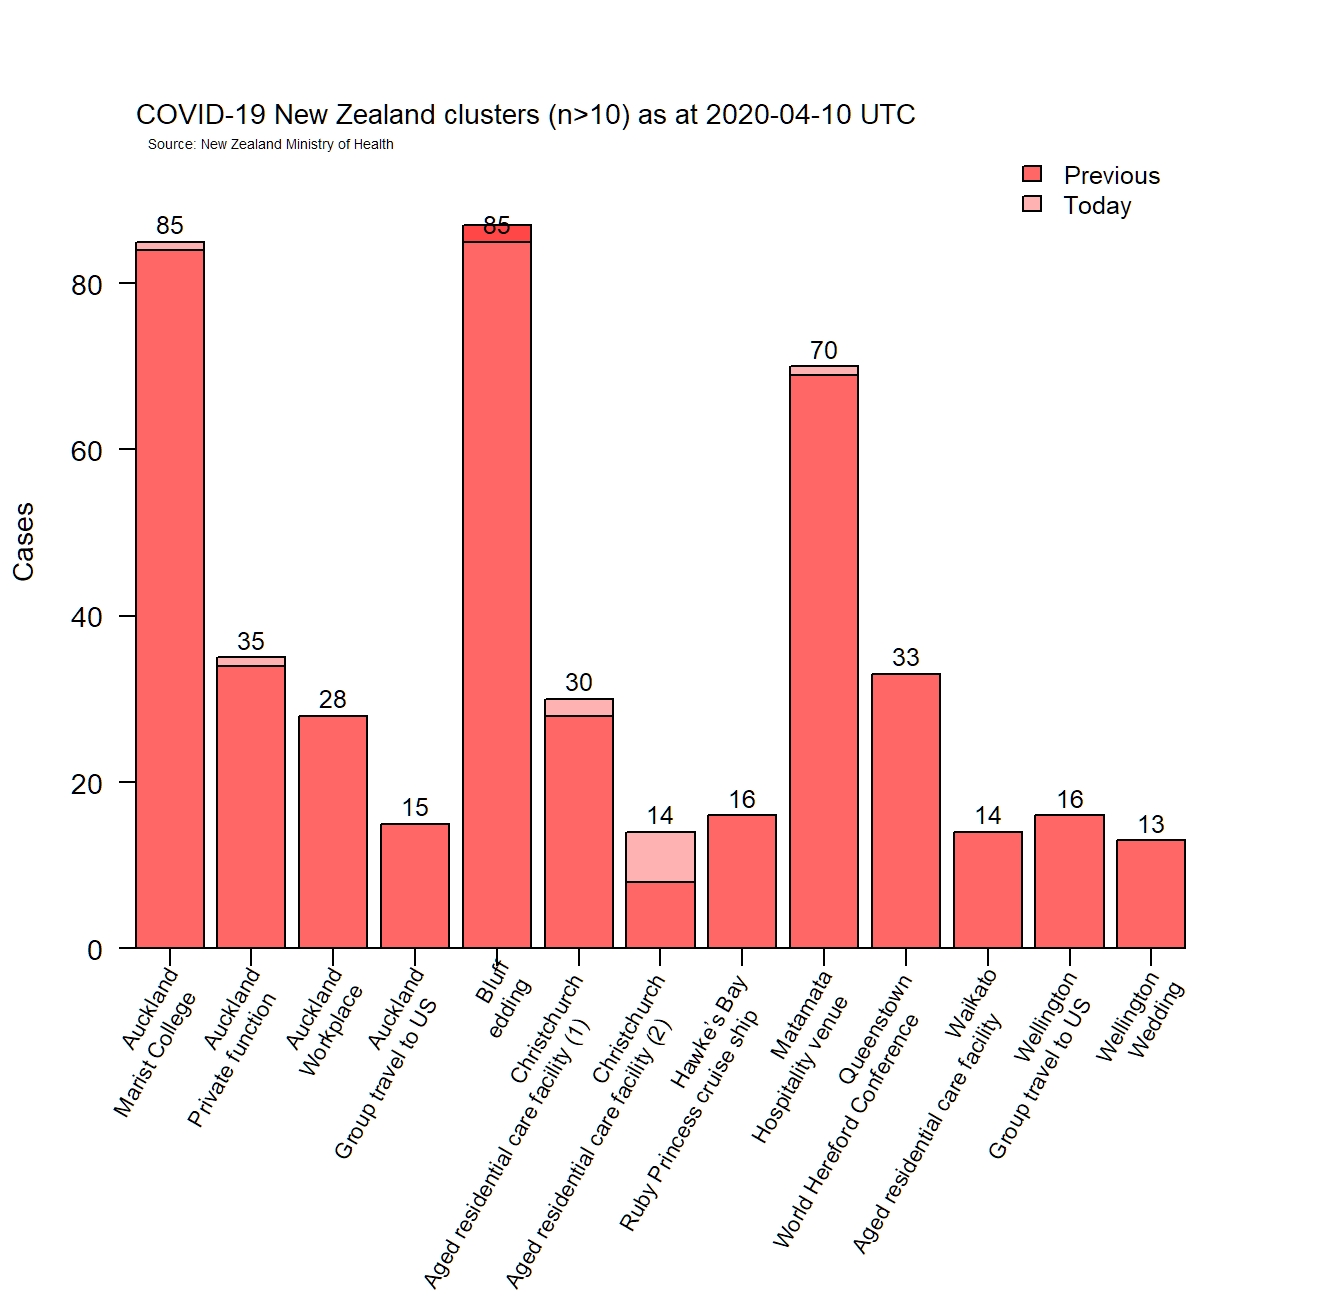 COVID-19 New Zealand clusters (n>10) as at 2020-04-10 UTC
Source: New Zealand Ministry of Health
Previous
Today
Cases
80
60
40
20
0
85
35
28
15
85
30
14
16
70
33
14
16
13
Auckland
Marist College
Auckland
Private function
Auckland
Workplace
Auckland
Group travel to US
Bluff
edding
Christchurch
Aged residential care facility (1)
Christchurch
Aged residential care facility (2)
Hawke's Bay
Ruby Princess cruise ship
Matamata
Hospitality venue
Queenstown
World Hereford Conference
Waikato
Aged residential care facility
Wellington
Group travel to US
Wellington
Wedding